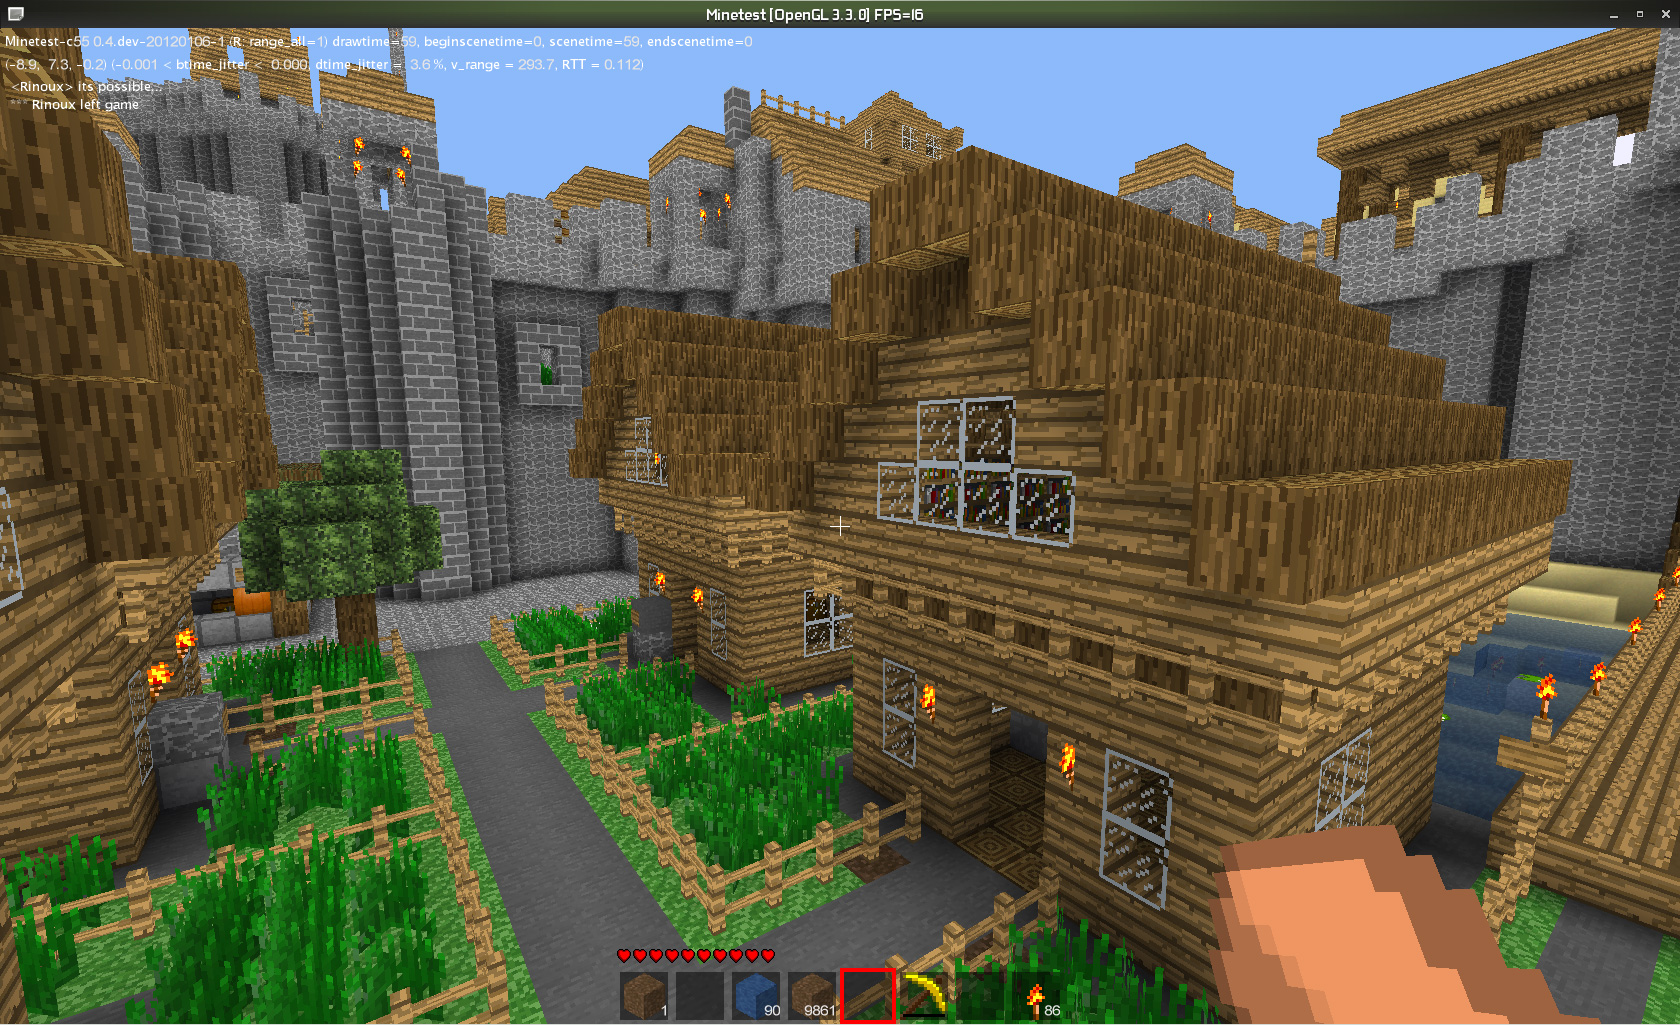 Minetest [OpenGL 3.3.0] FPS=16
Minetest-c55 0.4.dev-20120106-1 (R: range_all=1) drawtime=59, beginscenetime=0, scenetime=59, endscenetime=0
(-8.9, 7.3, -0.2) (-0.001 < btime_jitter < 0.000, dtime_jitter = 3.6 %, v_range = 293.7, RTT = 0.112)
<Rinoux> its possible...
*** Rinoux left game
1 90 9861 86